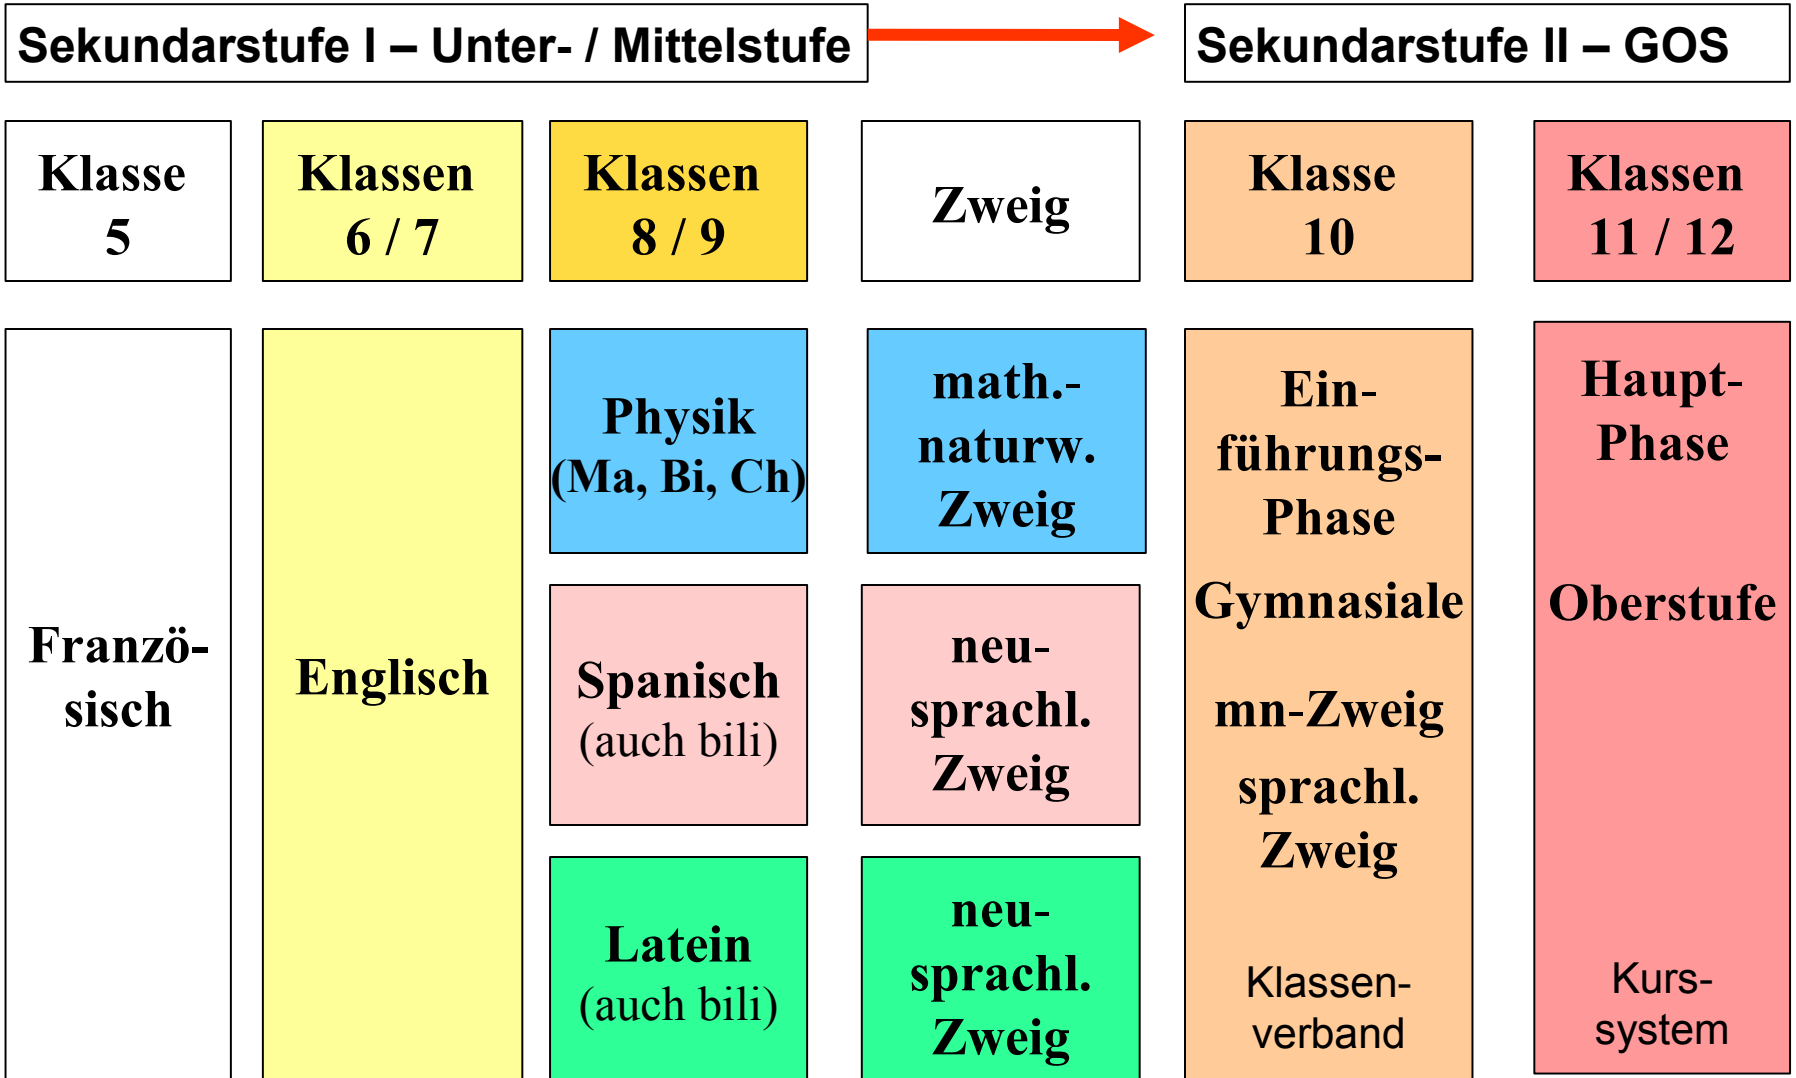 Sekundarstufe I – Unter- / Mittelstufe
Sekundarstufe II – GOS
Klasse
5
Klassen
6 / 7
Klassen
8 / 9
Zweig
Klasse
10
Klassen
11 / 12
Franzö-
sisch
Englisch
Physik
(Ma, Bi, Ch)
math.-
naturw.
Zweig
Spanisch
(auch bili)
neu-
sprachl.
Zweig
Latein
(auch bili)
neu-
sprachl.
Zweig
Ein-
führungs-
Phase
Gymnasiale
mn-Zweig
sprachl.
Zweig
Klassen-
verband
Haupt-
Phase
Oberstufe
Kurs-
system